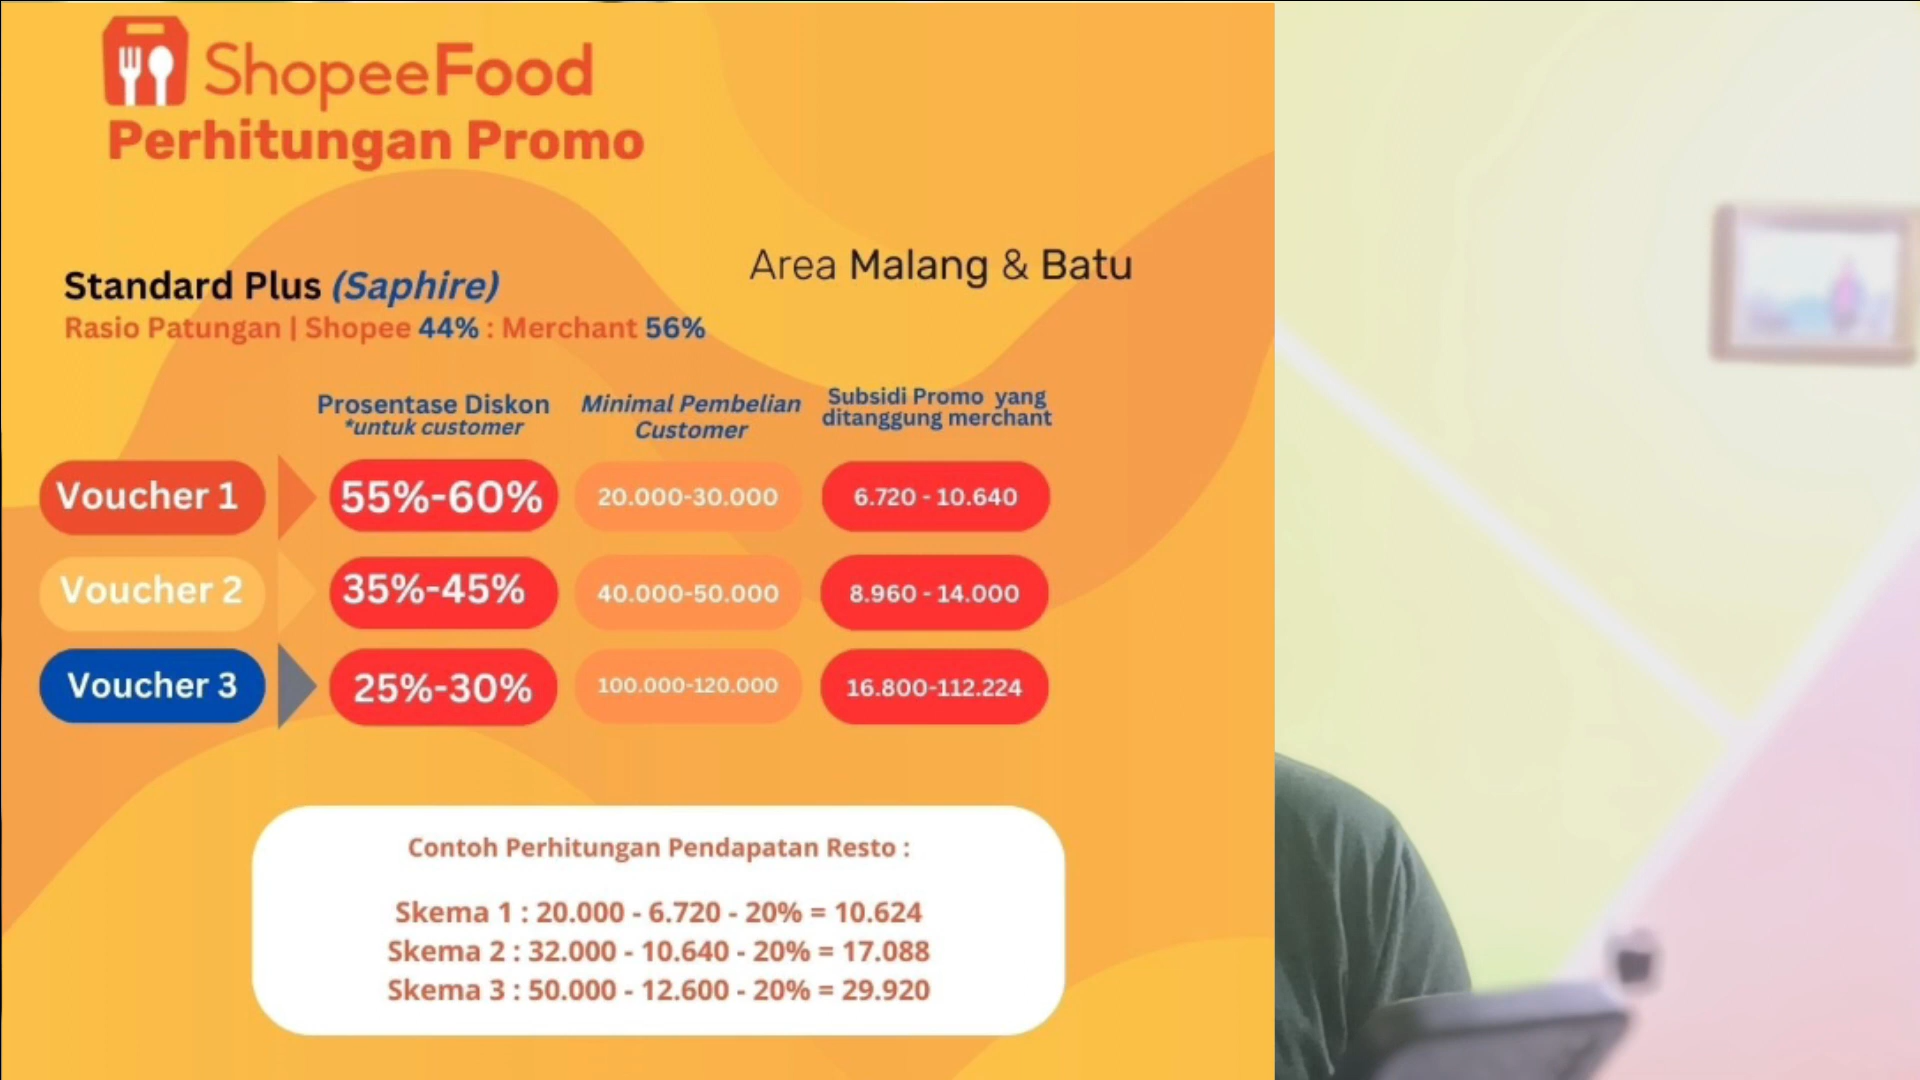 ShopeeFood
Perhitungan Promo
Area Malang & Batu
Standard Plus (Saphire)
Rasio Patungan | Shopee 44% : Merchant 56%
Prosentase Diskon
*untuk customer
Minimal Pembelian
Customer
Subsidi Promo yang
ditanggung merchant
Voucher 1
55%-60%
20.000-30.000
6.720 - 10.640
Voucher 2
35%-45%
40.000-50.000
8.960 - 14.000
Voucher 3
25%-30%
100.000-120.000
16.800-112.224
Contoh Perhitungan Pendapatan Resto :
Skema 1 : 20.000 - 6.720 - 20% = 10.624
Skema 2 : 32.000 - 10.640 - 20% = 17.088
Skema 3 : 50.000 - 12.600 - 20% = 29.920